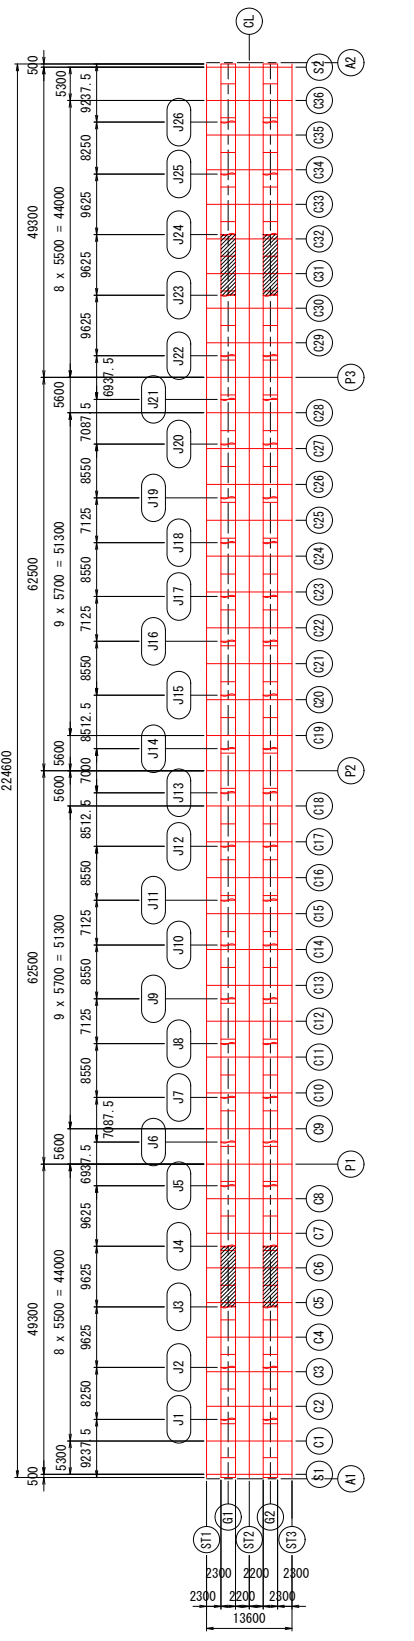 224600
500 49300 62500 62500 49300 500
5300 8 x 5500 = 44000 5600 9 x 5700 = 51300 5600 5600 9 x 5700 = 51300 5600 8 x 5500 = 44000 5300
9237.5 8250 9625 9625 9625 6937.5 7087.5 8550 7125 8550 7125 8550 8512.5 7000 8512.5 8550 7125 8550 7125 8550 7087.5 6937.5 9625 9625 9625 8250 9237.5
J1 J2 J3 J4 J5 J6 J7 J8 J9 J10 J11 J12 J13 J14 J15 J16 J17 J18 J19 J20 J21 J22 J23 J24 J25 J26
CL
S1 C1 C2 C3 C4 C5 C6 C7 C8 C9 C10 C11 C12 C13 C14 C15 C16 C17 C18 C19 C20 C21 C22 C23 C24 C25 C26 C27 C28 C29 C30 C31 C32 C33 C34 C35 C36 S2
A1 P1 P2 P3 A2
ST1 G1 ST2 G2 ST3
2300 2200
2300 2200 2300
13600